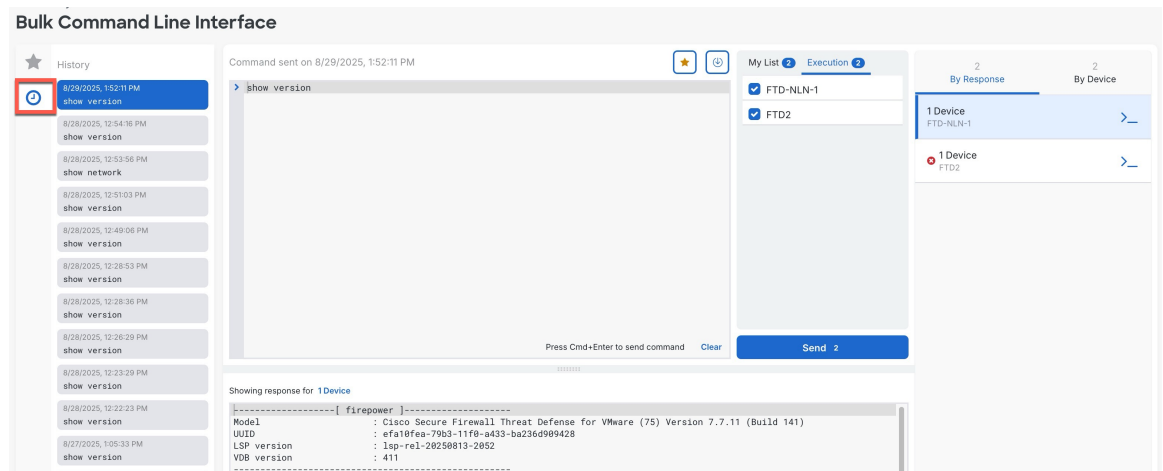 Bulk Command Line Interface
History
8/29/2025, 1:52:11 PM
show version
8/28/2025, 12:54:16 PM
show version
8/28/2025, 12:53:56 PM
show network
8/28/2025, 12:51:03 PM
show version
8/28/2025, 12:49:06 PM
show version
8/28/2025, 12:28:53 PM
show version
8/28/2025, 12:28:36 PM
show version
8/28/2025, 12:26:29 PM
show version
8/28/2025, 12:23:29 PM
show version
8/28/2025, 12:22:23 PM
show version
8/27/2025, 1:05:33 PM
show version
Command sent on 8/29/2025, 1:52:11 PM
> show version
Press Cmd+Enter to send command Clear
My List 2 Execution 2
FTD-NLN-1
FTD2
Send 2
2 2
By Response By Device
1 Device
FTD-NLN-1
>_
1 Device
FTD2
>_
Showing response for 1 Device
-------------------[ firepower ]--------------------
Model : Cisco Secure Firewall Threat Defense for VMware (75) Version 7.7.11 (Build 141)
UUID : efa10fea-79b3-11f0-a433-ba236d909428
LSP version : lsp-rel-20250813-2052
VDB version : 411
----------------------------------------------------